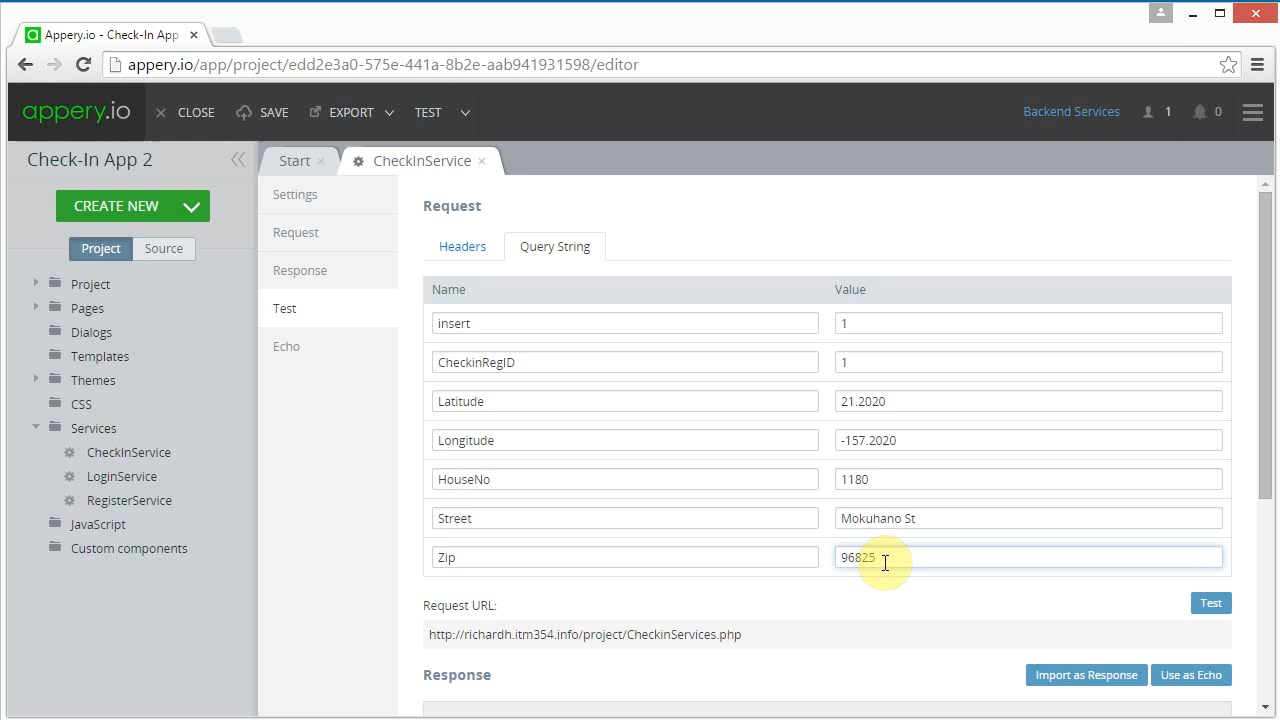 Appery.io - Check-In App
appery.io/app/project/edd2e3a0-575e-441a-8b2e-aab941931598/editor
appery.io CLOSE SAVE EXPORT TEST Backend Services 1 0
Check-In App 2
Start
CheckInService
CREATE NEW
Project Source
Project
Pages
Dialogs
Templates
Themes
CSS
Services
CheckInService
LoginService
RegisterService
JavaScript
Custom components
Settings
Request
Response
Test
Echo
Request
Headers Query String
Name Value
insert 1
CheckinRegID 1
Latitude 21.2020
Longitude -157.2020
HouseNo 1180
Street Mokuhano St
Zip 96825
Request URL: Test
http://richardh.itm354.info/project/CheckinServices.php
Response Import as Response Use as Echo